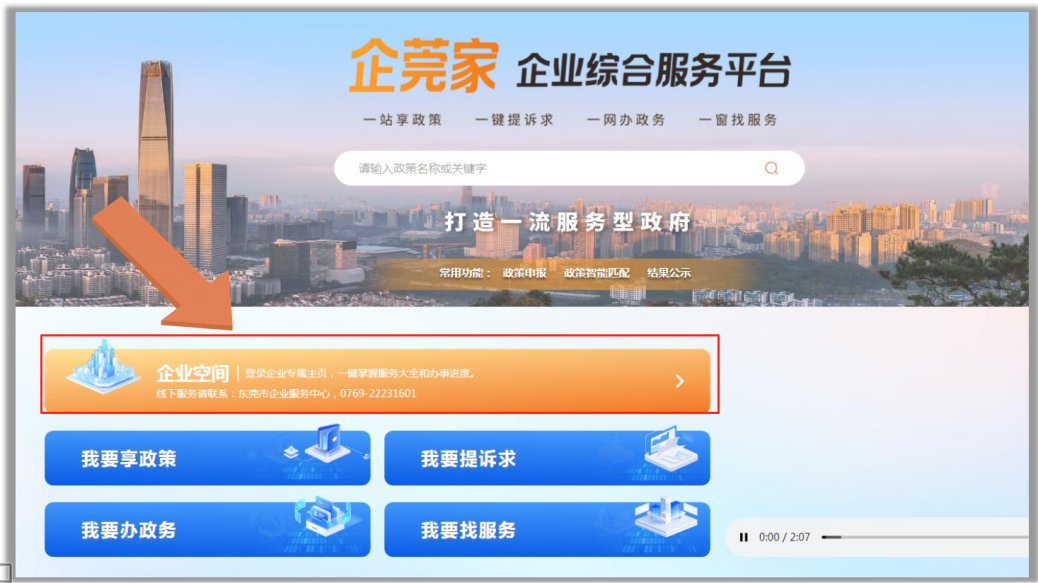 企莞家 企业综合服务平台
一站享政策 一键提诉求 一网办政务 一窗找服务
请输入政策名称或关键字
打造一流服务型政府
常用功能： 政策申报 政策智能匹配 结果公示
企业空间 登录企业专属主页，一键掌握服务大全和办事进度。
线下服务请联系：东莞市企业服务中心，0769-22231601
我要享政策 我要提诉求
我要办政务 我要找服务
0:00 / 2:07